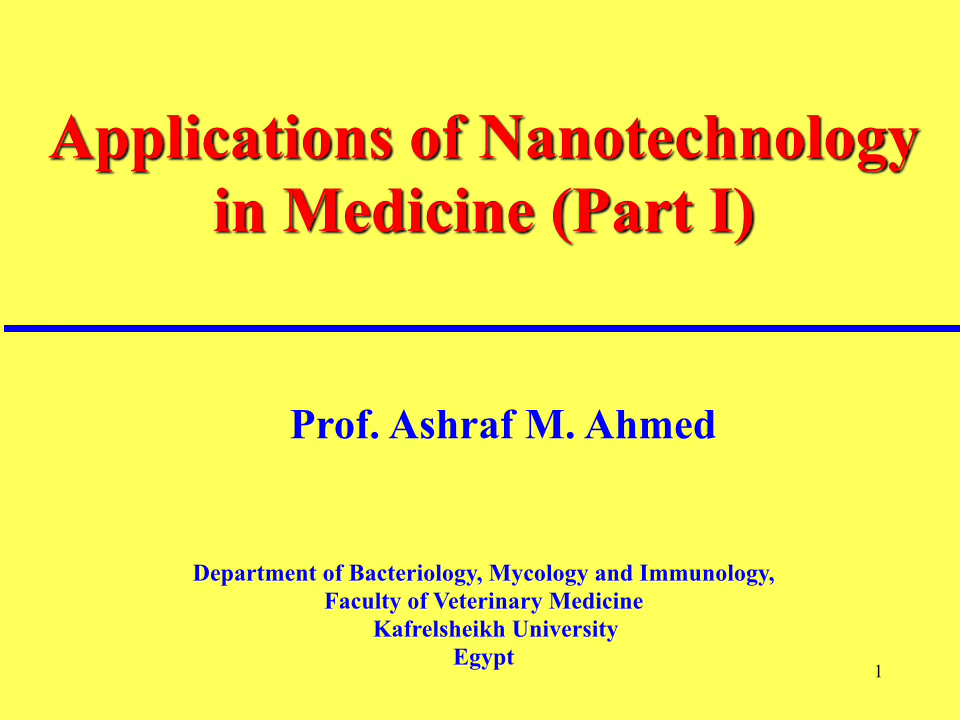 Applications of Nanotechnology
in Medicine (Part I)
Prof. Ashraf M. Ahmed
Department of Bacteriology, Mycology and Immunology,
Faculty of Veterinary Medicine
Kafrelsheikh University
Egypt
1